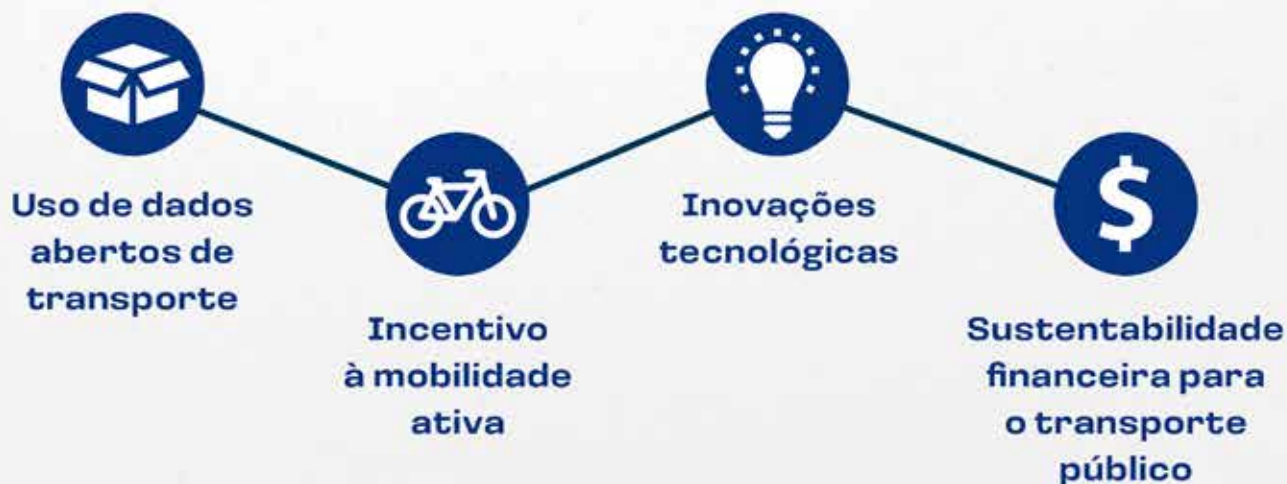 Uso de dados
abertos de
transporte
Incentivo
à mobilidade
ativa
Inovações
tecnológicas
$
Sustentabilidade
financeira para
o transporte
público